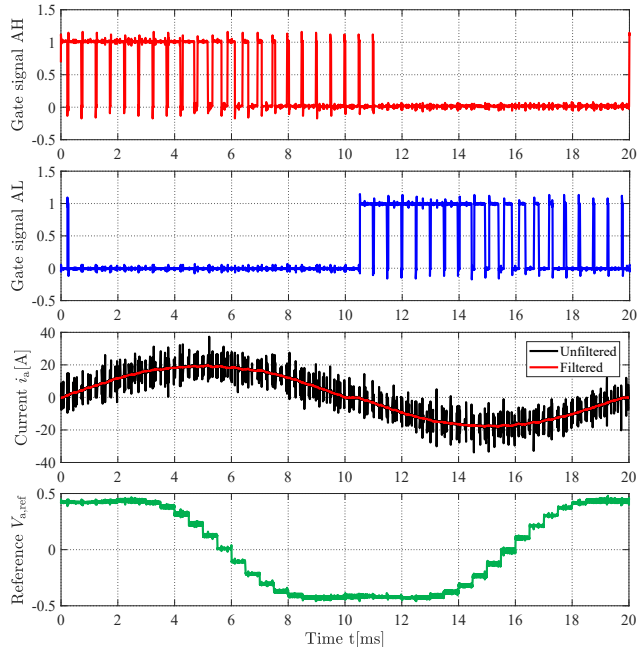 Gate signal AH
1.5
1
0.5
0
-0.5
0 2 4 6 8 10 12 14 16 18 20
Gate signal AL
1.5
1
0.5
0
-0.5
0 2 4 6 8 10 12 14 16 18 20
Current i_a[A]
40
20
0
-20
-40
Unfiltered
Filtered
0 2 4 6 8 10 12 14 16 18 20
Reference V_a,ref
0.5
0
-0.5
0 2 4 6 8 10 12 14 16 18 20
Time t[ms]